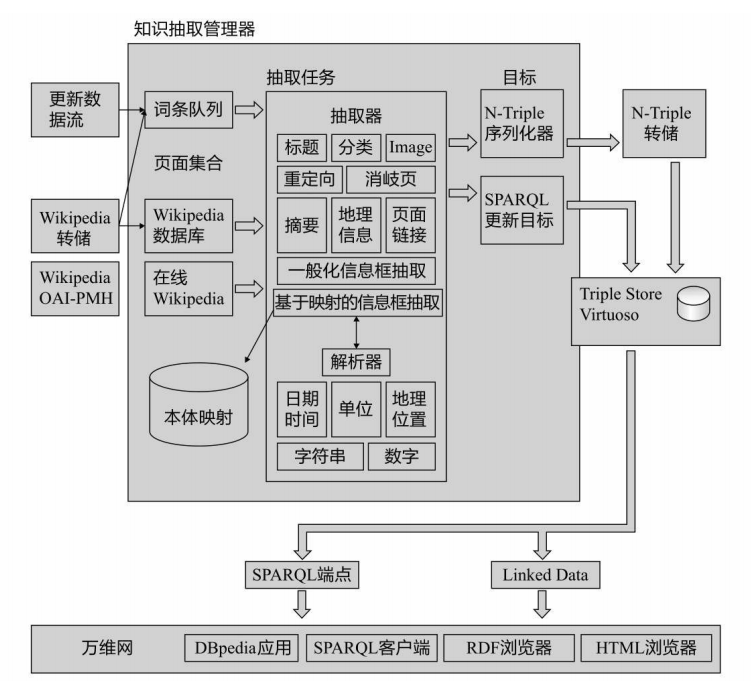 知识抽取管理器
更新数
据流
Wikipedia
转储
Wikipedia
OAI-PMH
词条队列
页面集合
Wikipedia
数据库
在线
Wikipedia
本体映射
抽取任务
抽取器
标题
分类
Image
重定向
消岐页
摘要
地理
信息
页面
链接
一般化信息框抽取
基于映射的信息框抽取
解析器
日期
时间
单位
地理
位置
字符串
数字
目标
N-Triple
序列化器
SPARQL
更新目标
N-Triple
转储
Triple Store
Virtuoso
SPARQL端点
Linked Data
万维网
DBpedia应用
SPARQL客户端
RDF浏览器
HTML浏览器